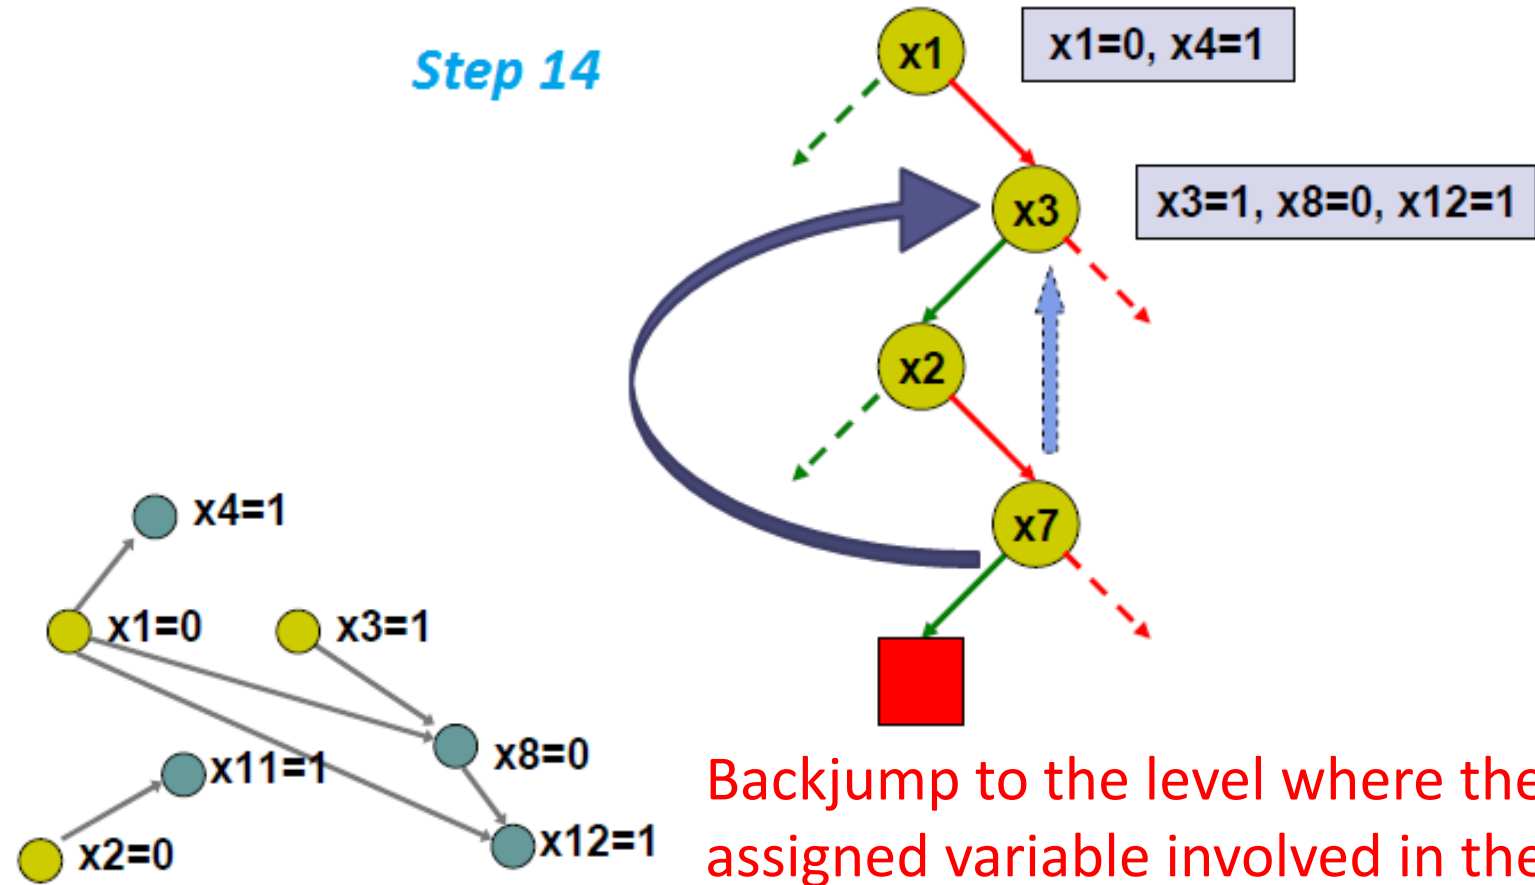 Step 14
x1
x1=0, x4=1
x3
x3=1, x8=0, x12=1
x2
x7
x4=1
x1=0
x3=1
x8=0
x11=1
x12=1
x2=0
Backjump to the level where the
assigned variable involved in the